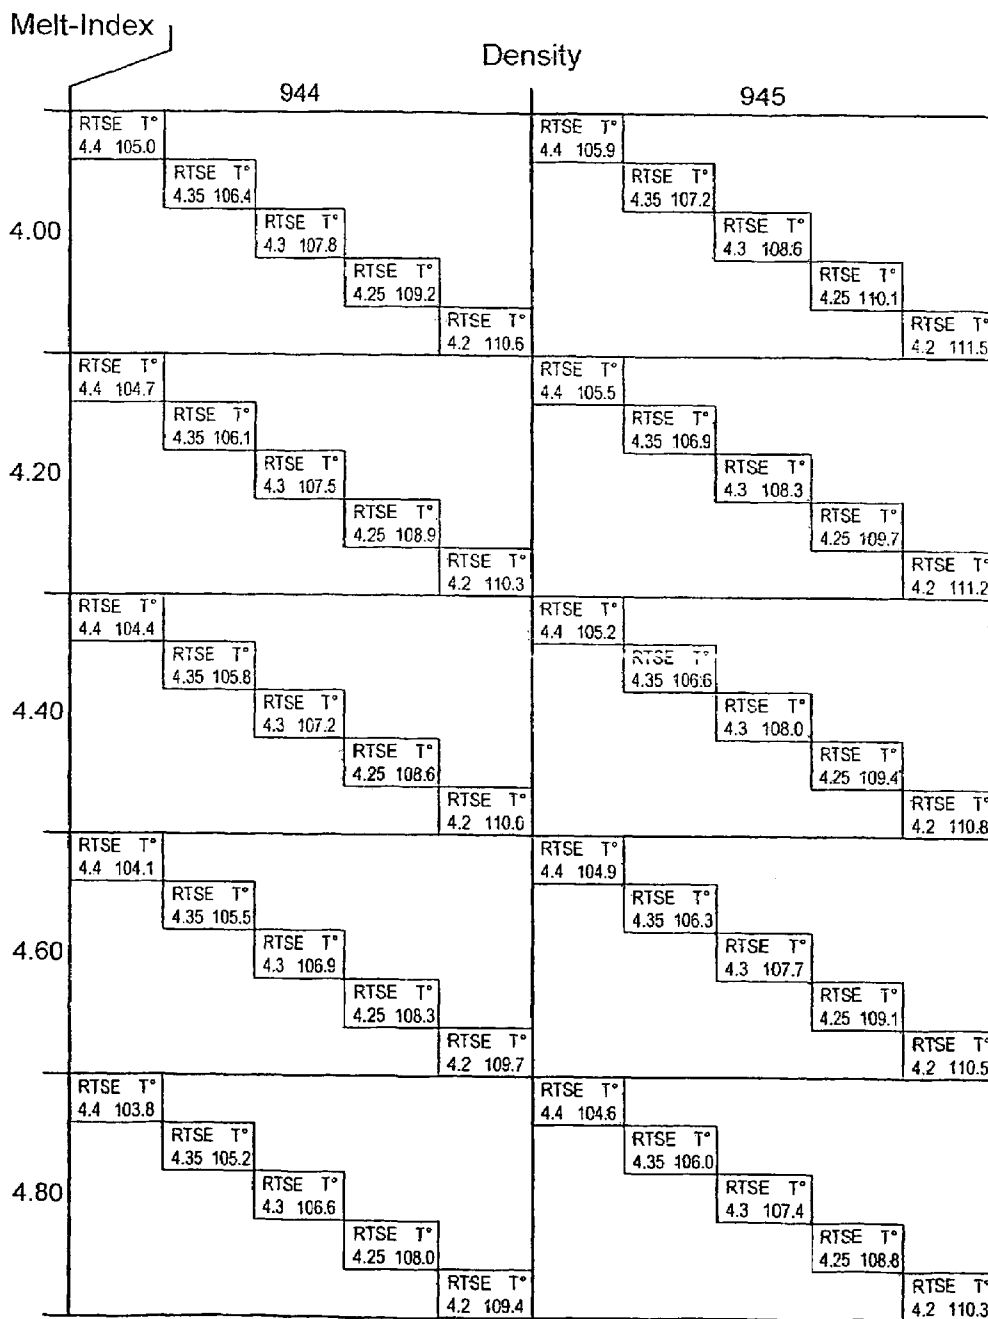 Melt-Index
Density
944 945
RTSE T° RTSE T°
4.4 105.0 4.4 105.9
RTSE T° RTSE T°
4.35 106.4 4.35 107.2
4.00
RTSE T° RTSE T°
4.3 107.8 4.3 108.6
RTSE T° RTSE T°
4.25 109.2 4.25 110.1
RTSE T° RTSE T°
4.2 110.6 4.2 111.5
RTSE T° RTSE T°
4.4 104.7 4.4 105.5
RTSE T° RTSE T°
4.35 106.1 4.35 106.9
4.20
RTSE T° RTSE T°
4.3 107.5 4.3 108.3
RTSE T° RTSE T°
4.25 108.9 4.25 109.7
RTSE T° RTSE T°
4.2 110.3 4.2 111.2
RTSE T° RTSE T°
4.4 104.4 4.4 105.2
RTSE T° RTSE T°
4.35 105.8 4.35 106.6
4.40
RTSE T° RTSE T°
4.3 107.2 4.3 108.0
RTSE T° RTSE T°
4.25 108.6 4.25 109.4
RTSE T° RTSE T°
4.2 110.0 4.2 110.8
RTSE T° RTSE T°
4.4 104.1 4.4 104.9
RTSE T° RTSE T°
4.35 105.5 4.35 106.3
4.60
RTSE T° RTSE T°
4.3 106.9 4.3 107.7
RTSE T° RTSE T°
4.25 108.3 4.25 109.1
RTSE T° RTSE T°
4.2 109.7 4.2 110.5
RTSE T° RTSE T°
4.4 103.8 4.4 104.6
RTSE T° RTSE T°
4.35 105.2 4.35 106.0
4.80
RTSE T° RTSE T°
4.3 106.6 4.3 107.4
RTSE T° RTSE T°
4.25 108.0 4.25 108.8
RTSE T° RTSE T°
4.2 109.4 4.2 110.3